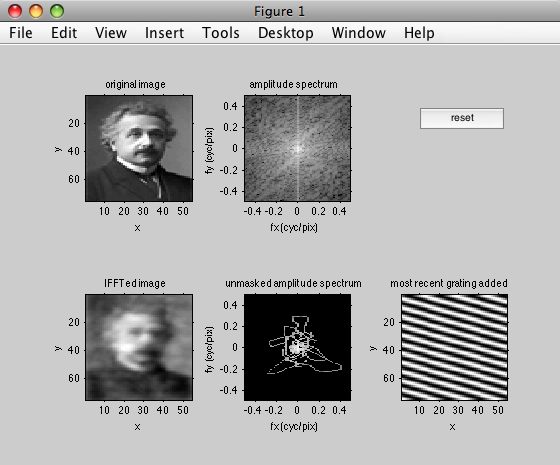 Figure 1
File Edit View Insert Tools Desktop Window Help
original image
20
40
60
y
10 20 30 40 50
x
amplitude spectrum
0.4
0.2
0
-0.2
-0.4
fy (cyc/pix)
-0.4 -0.2 0 0.2 0.4
fx(cyc/pix)
reset
IFFTed image
20
40
60
y
10 20 30 40 50
x
unmasked amplitude spectrum
0.4
0.2
0
-0.2
-0.4
fy (cyc/pix)
-0.4 -0.2 0 0.2 0.4
fx(cyc/pix)
most recent grating added
20
40
60
y
10 20 30 40 50
x